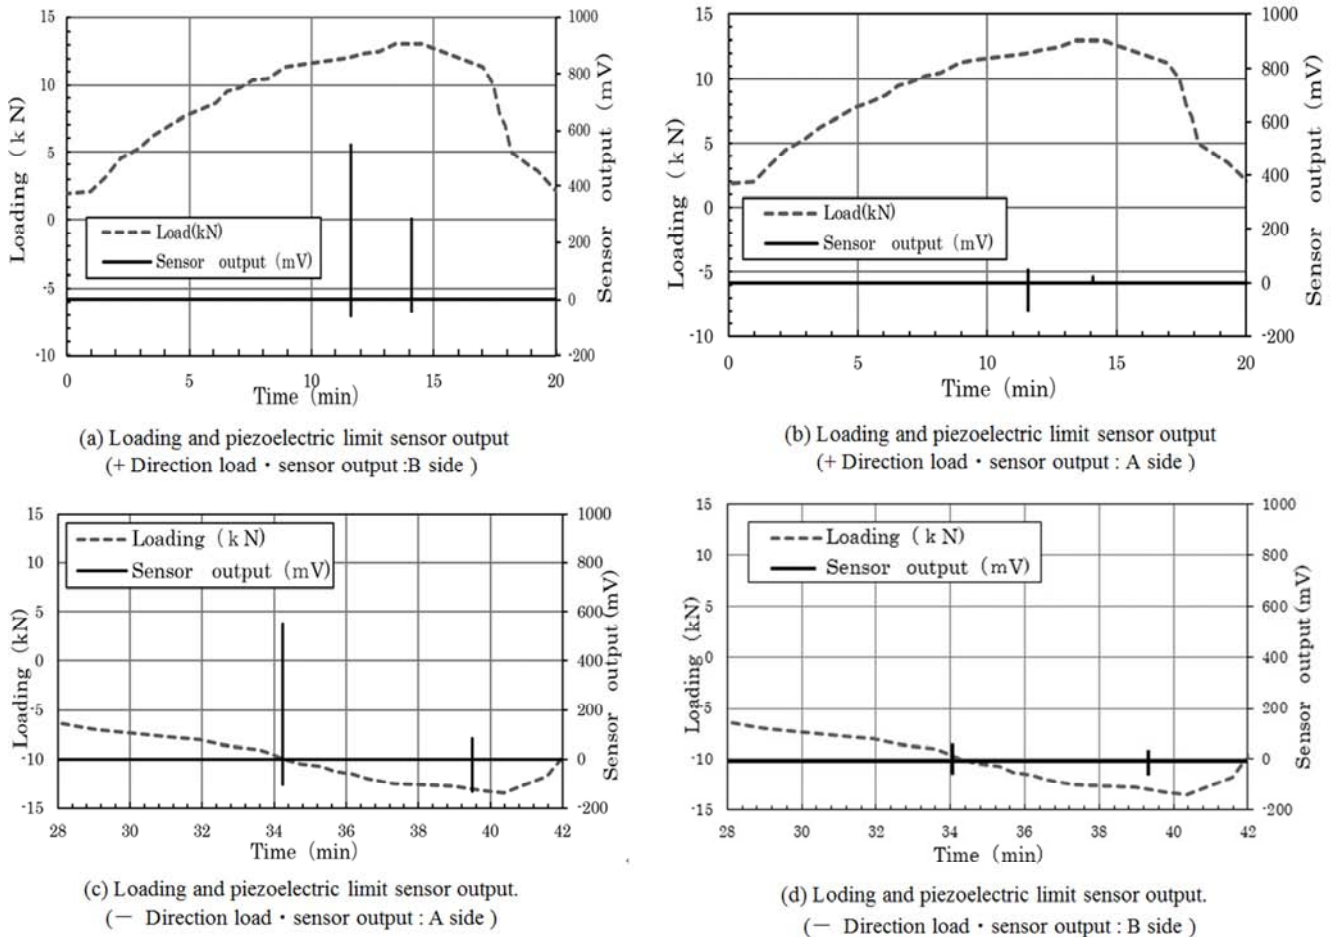 15
10
5
0
-5
-10
Loading (kN)
1000
800
600
400
200
0
-200
Sensor output (mV)
Load(kN)
Sensor output (mV)
0 5 10 15 20
Time (min)
(a) Loading and piezoelectric limit sensor output
(+ Direction load・sensor output :B side )
15
10
5
0
-5
-10
Loading (kN)
1000
800
600
400
200
0
-200
Sensor output (mV)
Load(kN)
Sensor output (mV)
0 5 10 15 20
Time (min)
(b) Loading and piezoelectric limit sensor output
(+ Direction load・sensor output : A side )
15
10
5
0
-5
-10
-15
Loading (kN)
1000
800
600
400
200
0
-200
Sensor output (mV)
Loading (kN)
Sensor output (mV)
28 30 32 34 36 38 40 42
Time (min)
(c) Loading and piezoelectric limit sensor output.
(― Direction load・sensor output : A side )
15
10
5
0
-5
-10
-15
Loading (kN)
1000
800
600
400
200
0
-200
Sensor output (mV)
Loading (kN)
Sensor output (mV)
28 30 32 34 36 38 40 42
Time (min)
(d) Loding and piezoelectric limit sensor output.
(― Direction load・sensor output : B side )